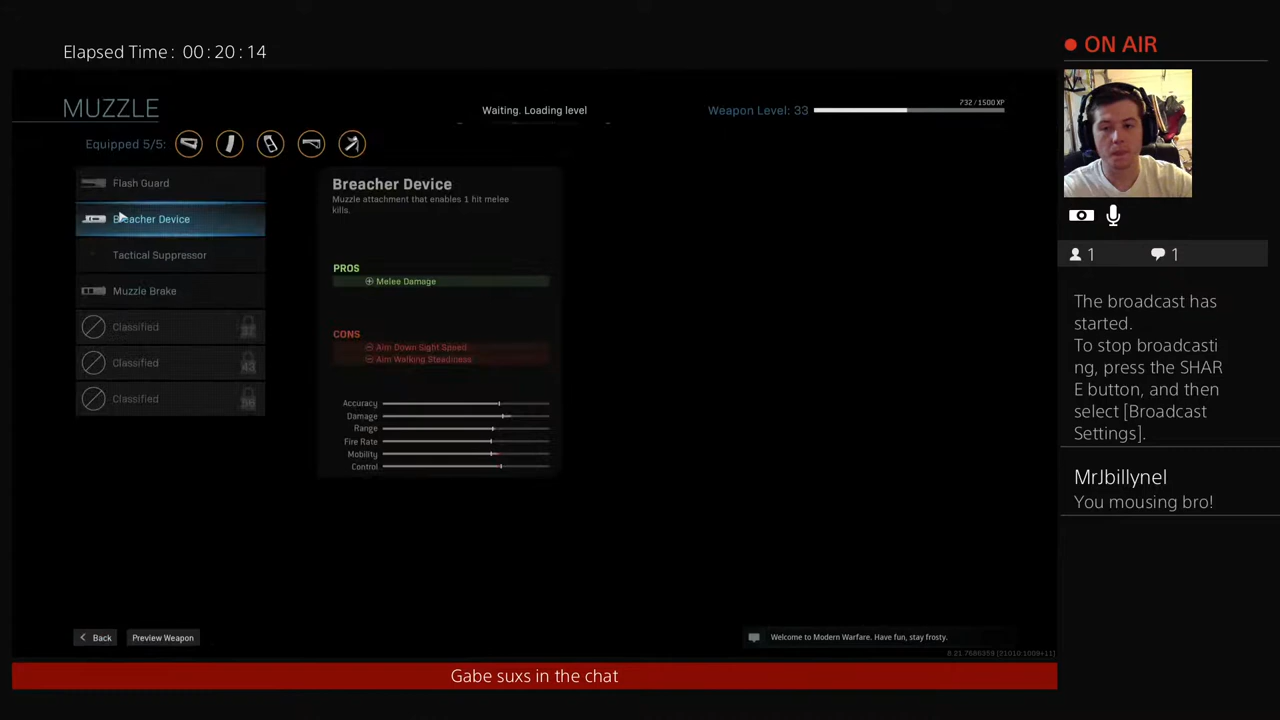 Elapsed Time: 00:20:14
ON AIR
MUZZLE
Waiting. Loading level
Weapon Level: 33
732 / 1500 XP
Equipped 5/5:
Flash Guard
Breacher Device
Tactical Suppressor
Muzzle Brake
Classified
Classified
43
Classified
Breacher Device
Muzzle attachment that enables 1 hit melee
kills.
PROS
Melee Damage
CONS
Aim Down Sight Speed
Aim Walking Steadiness
Accuracy
Damage
Range
Fire Rate
Mobility
Control
1
1
The broadcast has
started.
To stop broadcasti
ng, press the SHAR
E button, and then
select [Broadcast
Settings].
MrJbillynel
You mousing bro!
Back
Preview Weapon
Welcome to Modern Warfare. Have fun, stay frosty.
Gabe suxs in the chat